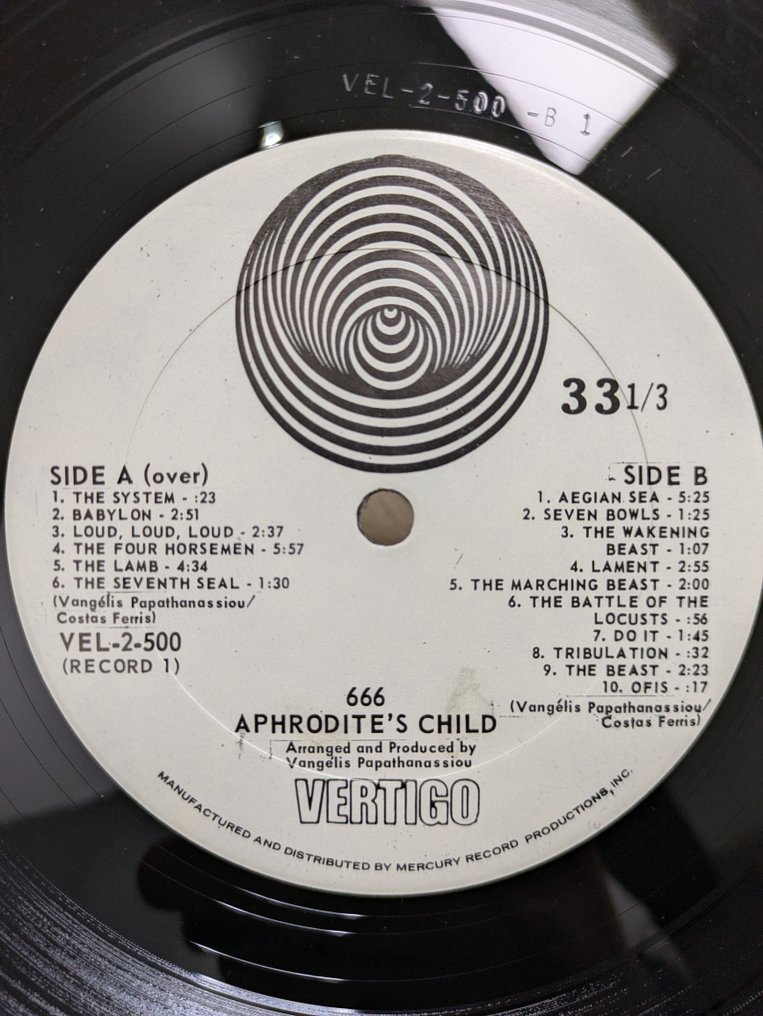 VEL-2-500 -B 1
33 1/3
SIDE A (over)
1. THE SYSTEM - :23
2. BABYLON - 2:51
3. LOUD, LOUD, LOUD - 2:37
4. THE FOUR HORSEMEN - 5:57
5. THE LAMB - 4:34
6. THE SEVENTH SEAL - 1:30
(Vangélis Papathanassiou/
Costas Ferris)
VEL-2-500
(RECORD 1)
SIDE B
1. AEGIAN SEA - 5:25
2. SEVEN BOWLS - 1:25
3. THE WAKENING
BEAST - 1:07
4. LAMENT - 2:55
5. THE MARCHING BEAST - 2:00
6. THE BATTLE OF THE
LOCUSTS - :56
7. DO IT - 1:45
8. TRIBULATION - :32
9. THE BEAST - 2:23
10. OFIS - :17
(Vangélis Papathanassiou/
Costas Ferris)
666
APHRODITE'S CHILD
Arranged and Produced by
Vangélis Papathanassiou
VERTIGO
MANUFACTURED AND DISTRIBUTED BY MERCURY RECORD PRODUCTIONS, INC.